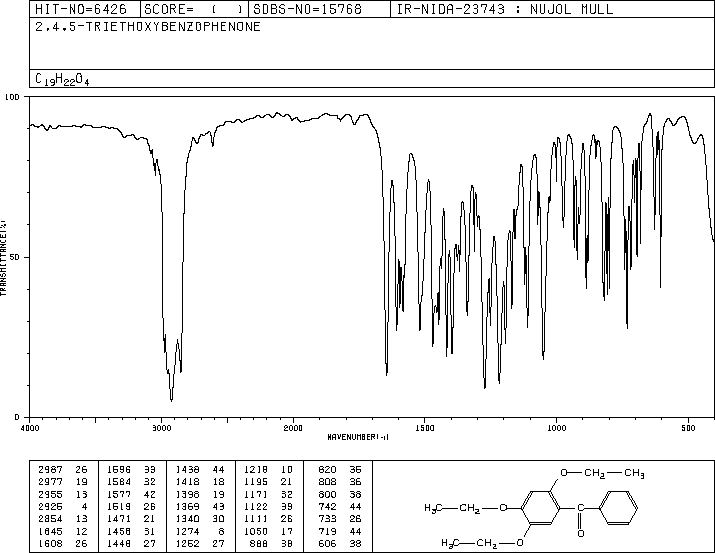 HIT-NO=6426 SCORE= ( ) SDBS-NO=15768 IR-NIDA-23743 : NUJOL MULL
2,4,5-TRIETHOXYBENZOPHENONE
C19H22O4
100
50
0
TRANSMITTANCE(%)
4000 3000 2000 1500 1000 500
WAVENUMBER(-1)
2987 26 1596 39 1438 44 1218 10 820 36
2977 19 1584 32 1418 18 1195 21 808 36
2955 13 1577 42 1398 19 1171 32 800 38
2925 4 1519 26 1369 43 1122 39 742 44
2854 13 1471 21 1340 30 1111 26 733 26
1645 12 1458 31 1274 8 1050 17 719 44
1608 26 1448 27 1252 27 888 38 606 38
O CH2 CH3
H3C CH2 O
O
H3C CH2 O